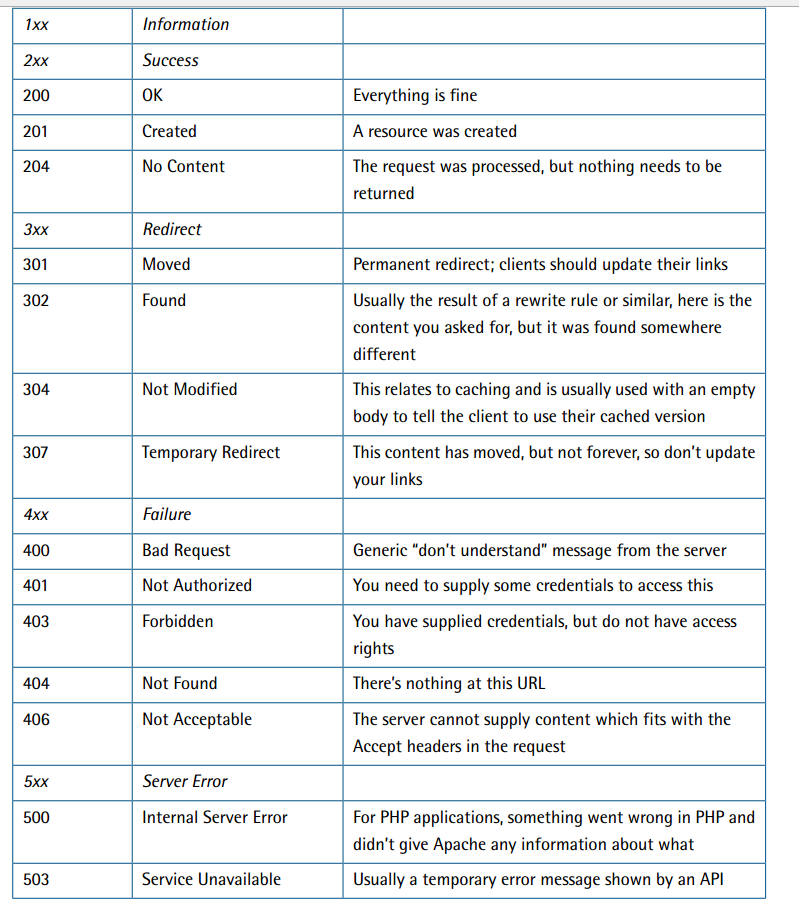 1xx Information
2xx Success
200 OK Everything is fine
201 Created A resource was created
204 No Content The request was processed, but nothing needs to be
returned
3xx Redirect
301 Moved Permanent redirect; clients should update their links
302 Found Usually the result of a rewrite rule or similar, here is the
content you asked for, but it was found somewhere
different
304 Not Modified This relates to caching and is usually used with an empty
body to tell the client to use their cached version
307 Temporary Redirect This content has moved, but not forever, so don’t update
your links
4xx Failure
400 Bad Request Generic “don’t understand” message from the server
401 Not Authorized You need to supply some credentials to access this
403 Forbidden You have supplied credentials, but do not have access
rights
404 Not Found There’s nothing at this URL
406 Not Acceptable The server cannot supply content which fits with the
Accept headers in the request
5xx Server Error
500 Internal Server Error For PHP applications, something went wrong in PHP and
didn’t give Apache any information about what
503 Service Unavailable Usually a temporary error message shown by an API